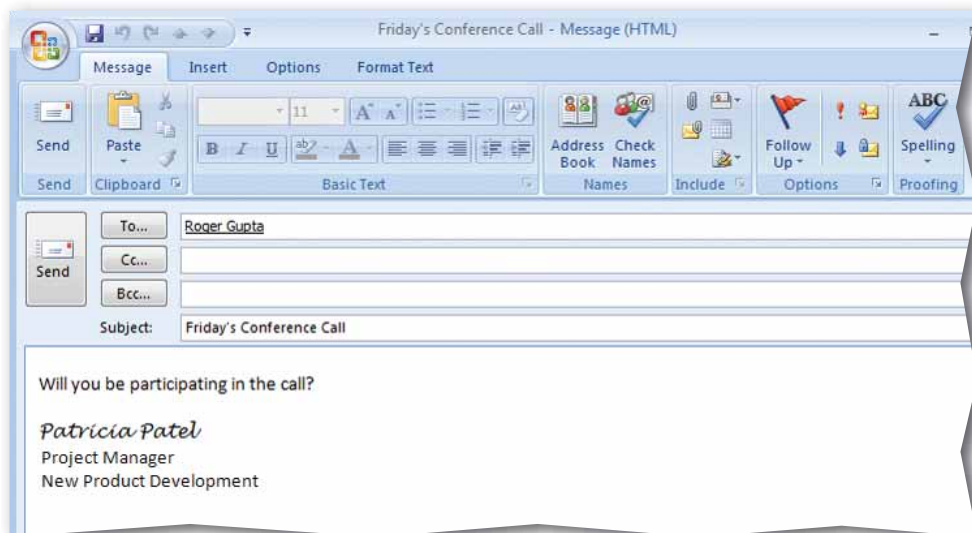 Friday's Conference Call - Message (HTML)
Message Insert Options Format Text
Send
Paste
11
A A
B I U ab A
Address Book
Check Names
Follow Up
ABC
Spelling
Send Clipboard Basic Text Names Include Options Proofing
Send
To... Roger Gupta
Cc...
Bcc...
Subject: Friday's Conference Call
Will you be participating in the call?
Patricia Patel
Project Manager
New Product Development